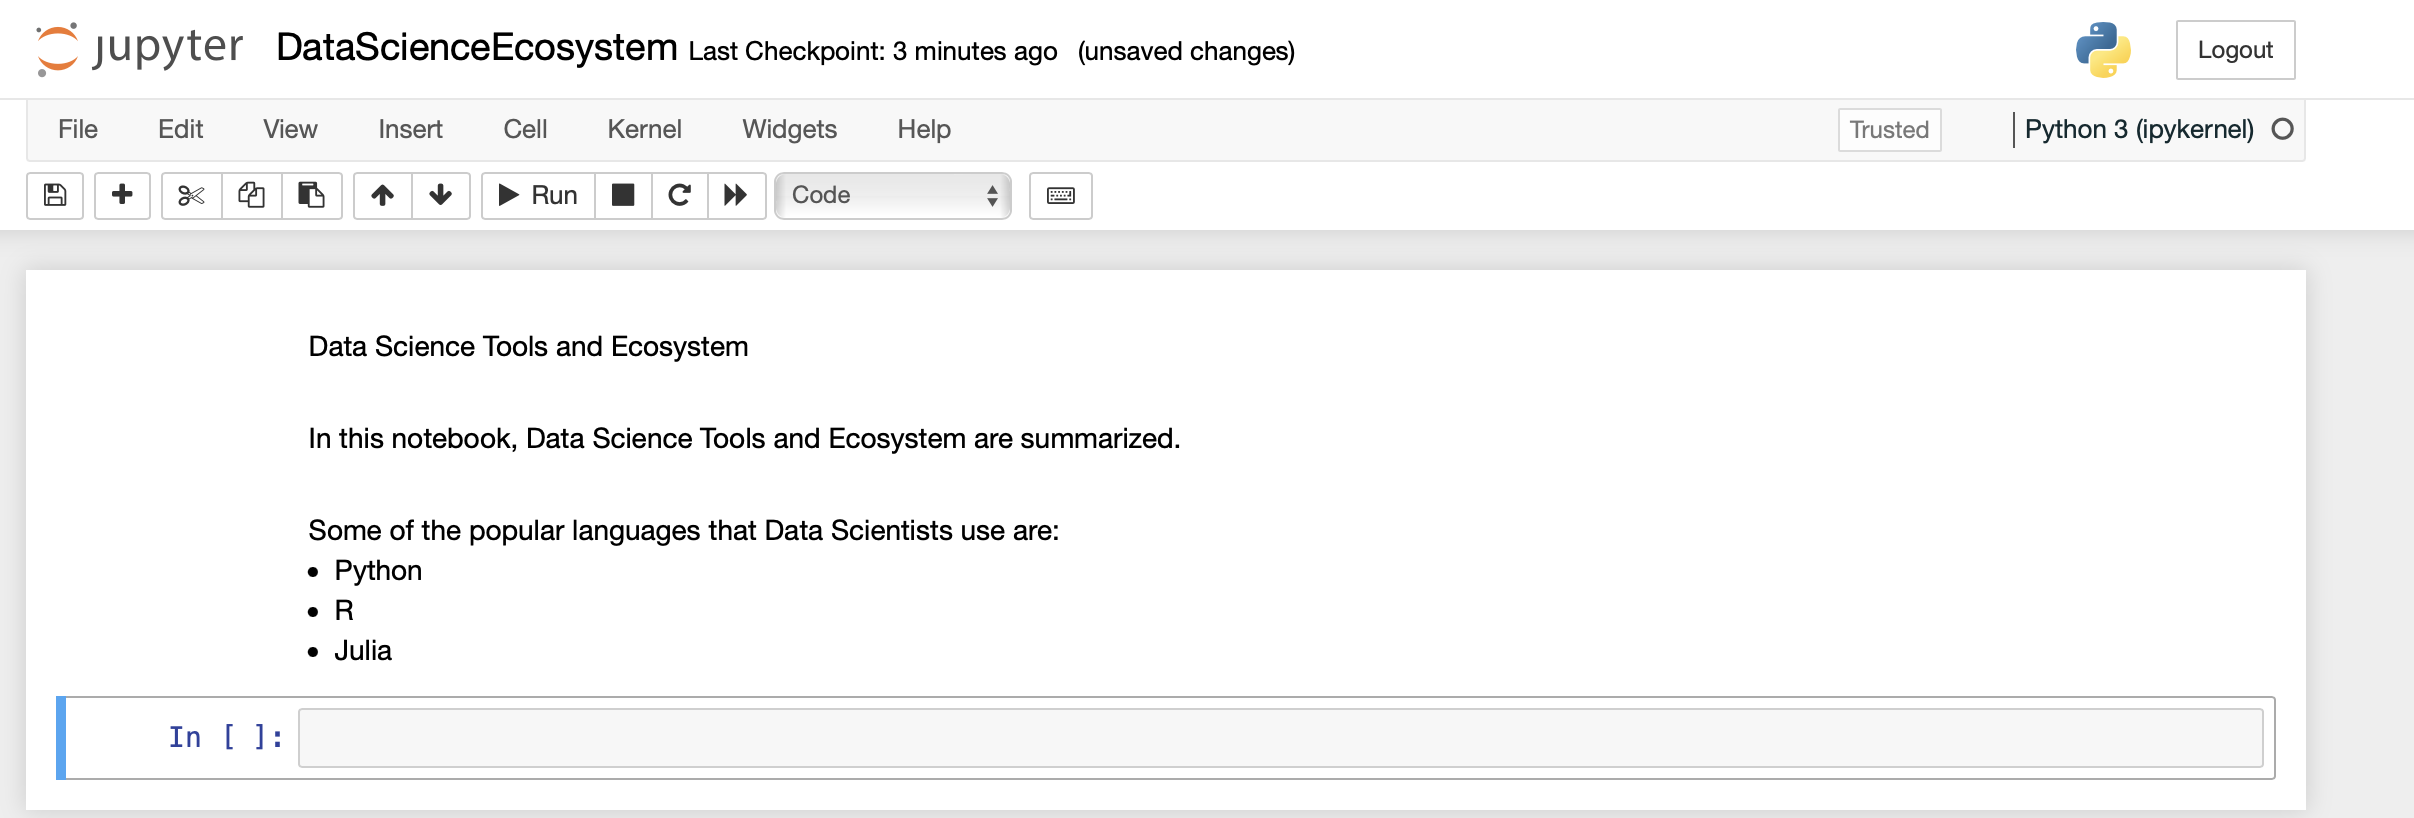 jupyter DataScienceEcosystem Last Checkpoint: 3 minutes ago (unsaved changes) Logout
File Edit View Insert Cell Kernel Widgets Help Trusted Python 3 (ipykernel)
Run Code
Data Science Tools and Ecosystem
In this notebook, Data Science Tools and Ecosystem are summarized.
Some of the popular languages that Data Scientists use are:
• Python
• R
• Julia
In [ ]: